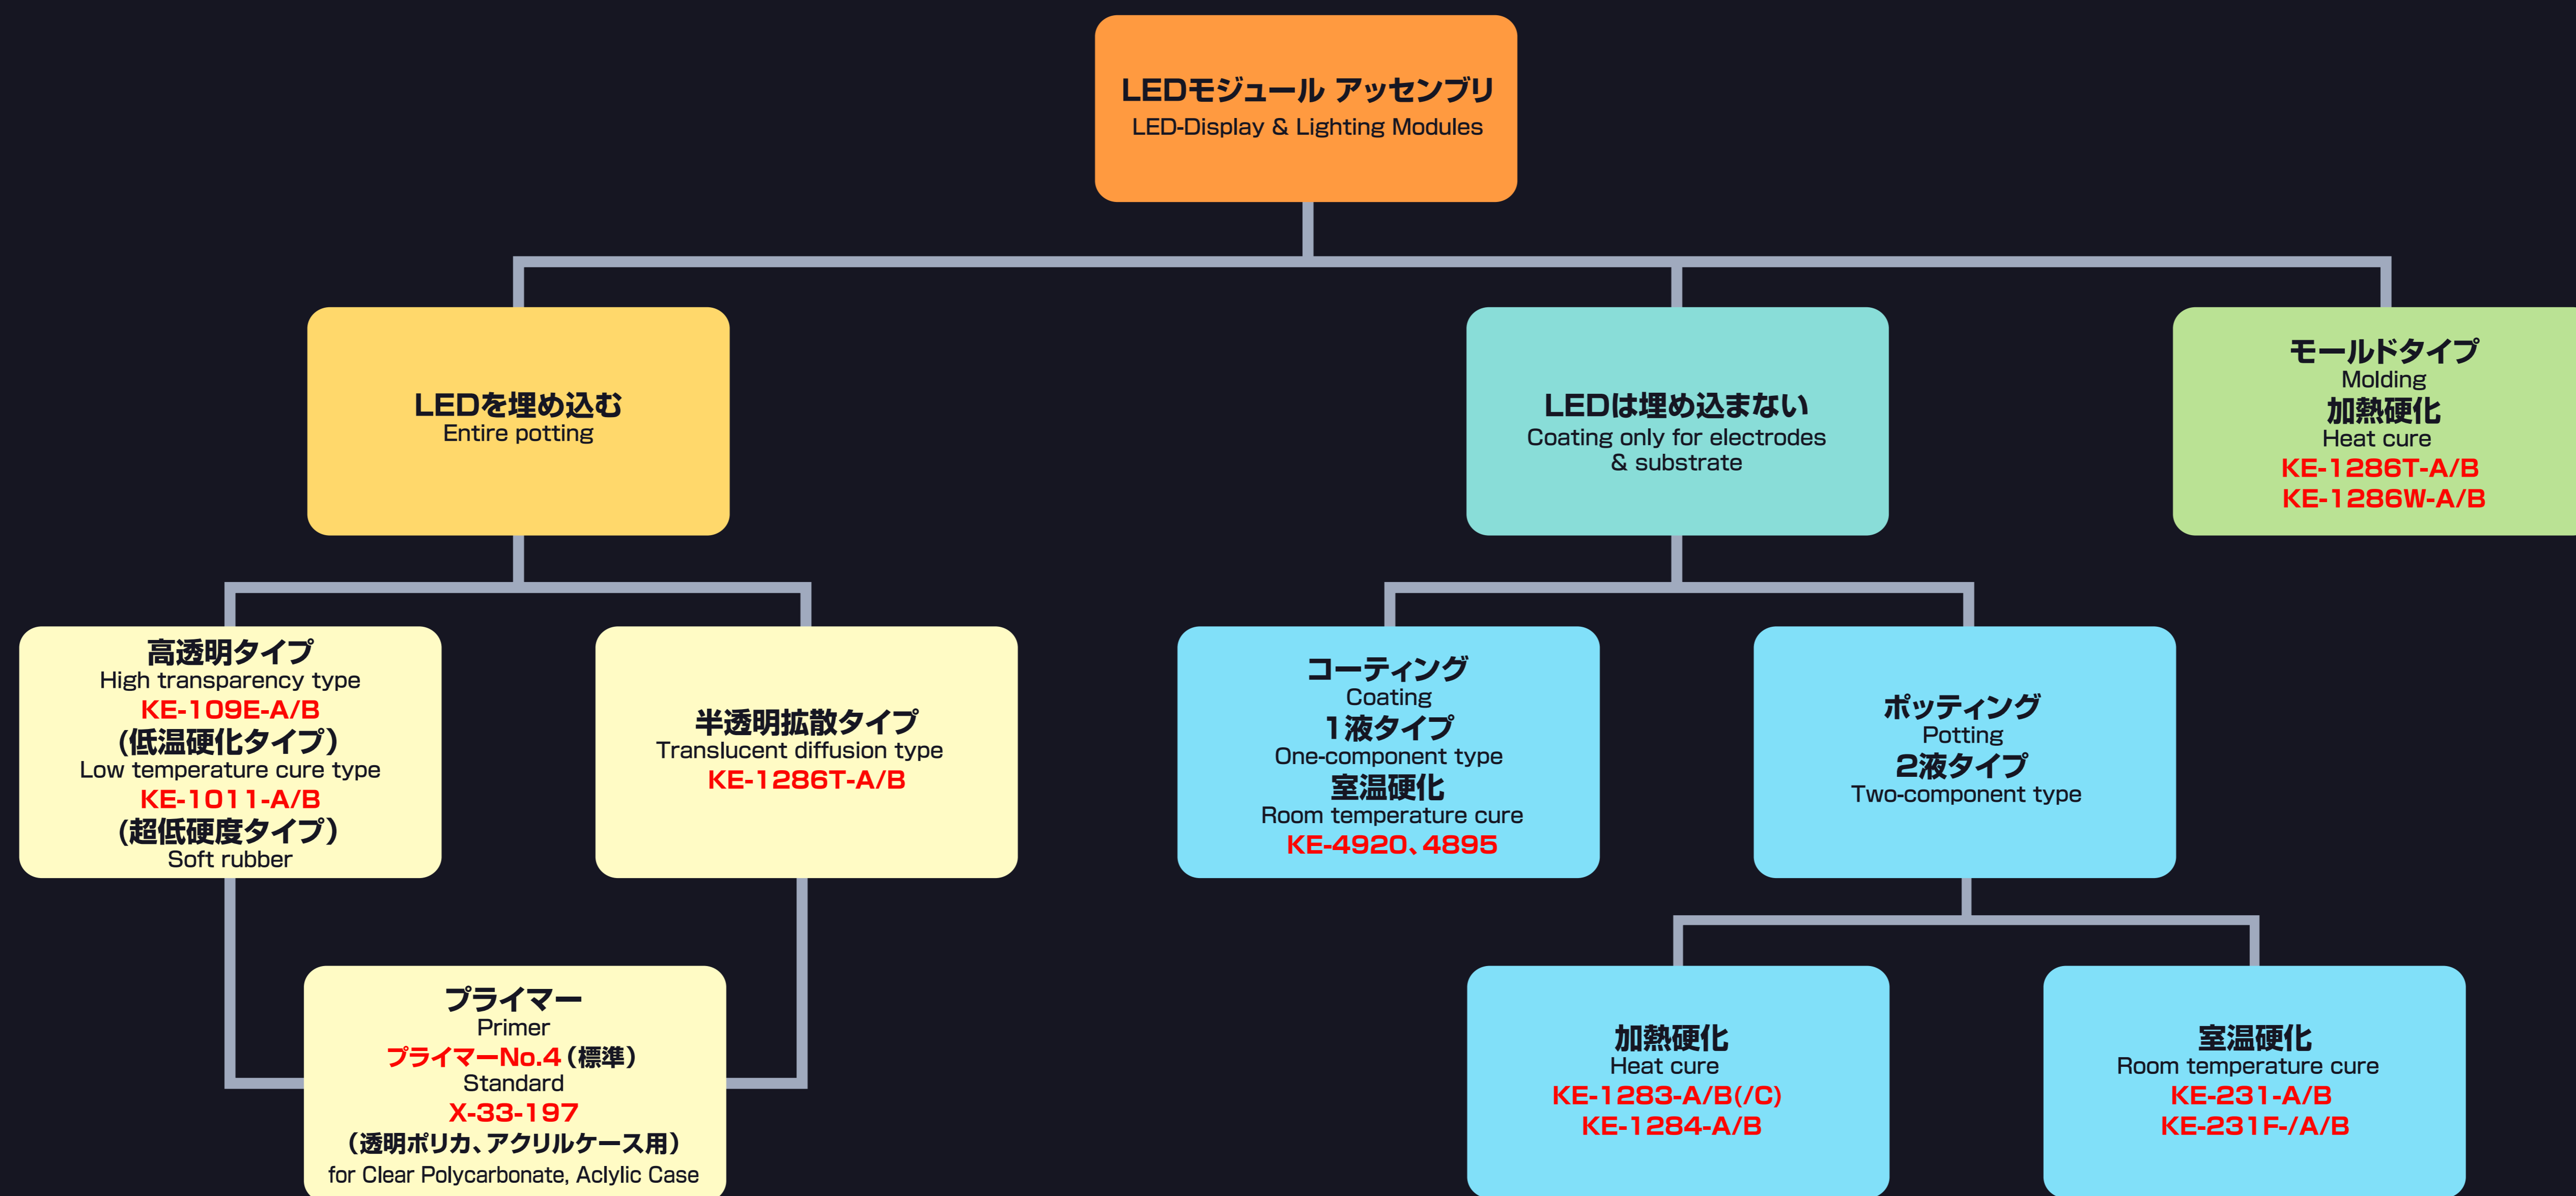 LEDモジュール アッセンブリ
LED-Display & Lighting Modules
LEDを埋め込む
Entire potting
LEDは埋め込まない
Coating only for electrodes
& substrate
モールドタイプ
Molding
加熱硬化
Heat cure
KE-1286T-A/B
KE-1286W-A/B
高透明タイプ
High transparency type
KE-109E-A/B
(低温硬化タイプ）
Low temperature cure type
KE-1011-A/B
(超低硬度タイプ）
Soft rubber
半透明拡散タイプ
Translucent diffusion type
KE-1286T-A/B
コーティング
Coating
1液タイプ
One-component type
室温硬化
Room temperature cure
KE-4920、4895
ポッティング
Potting
2液タイプ
Two-component type
プライマー
Primer
プライマーNo.4（標準）
Standard
X-33-197
（透明ポリカ、アクリルケース用）
for Clear Polycarbonate, Aclylic Case
加熱硬化
Heat cure
KE-1283-A/B(/C)
KE-1284-A/B
室温硬化
Room temperature cure
KE-231-A/B
KE-231F-/A/B